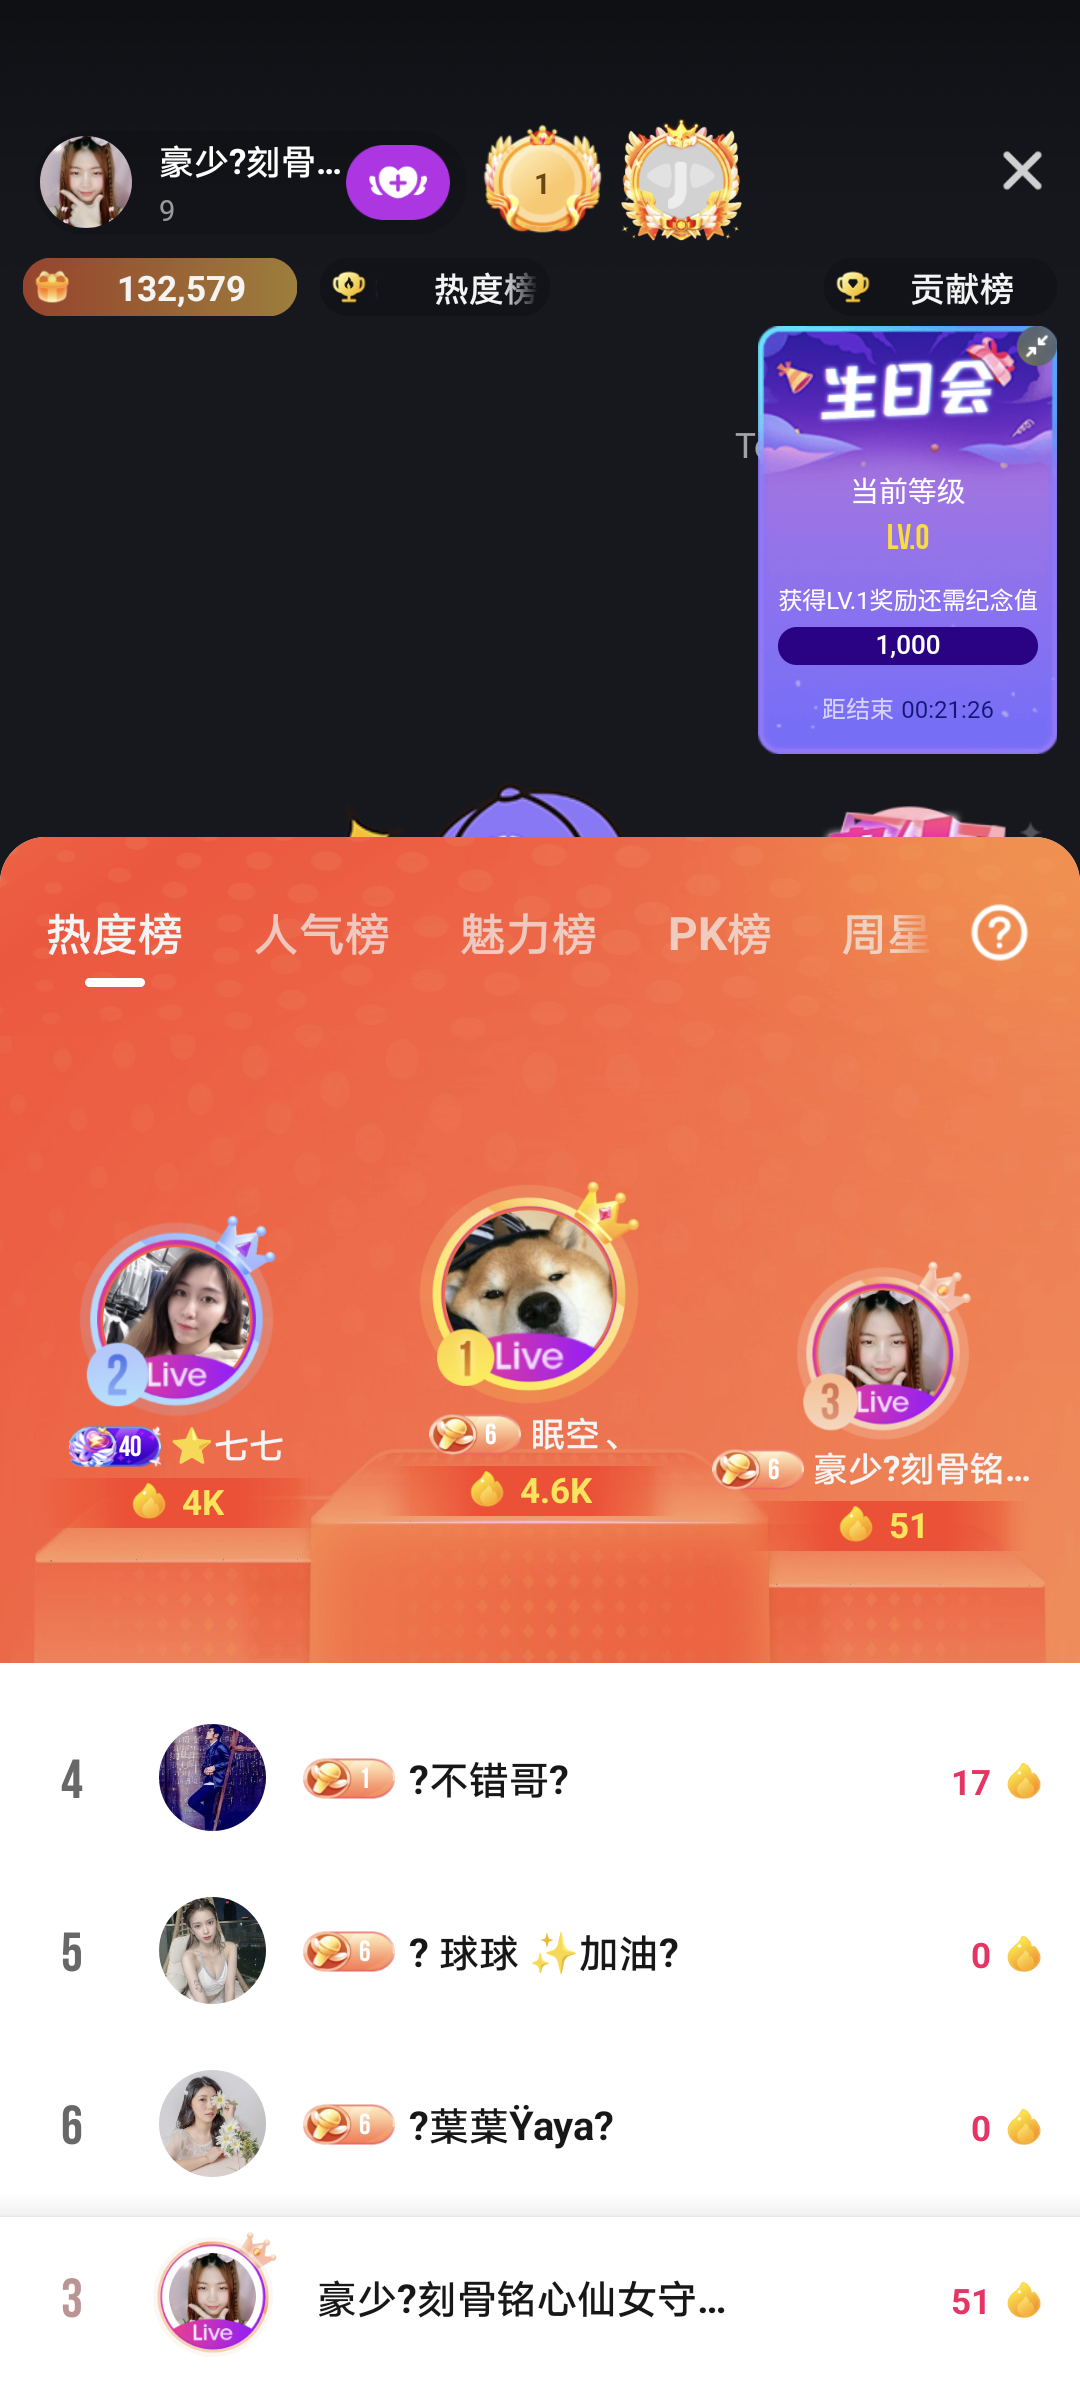 豪少?刻骨...
9
1
J
132,579
热度榜
贡献榜
生日会
当前等级
LV.0
获得LV.1奖励还需纪念值
1,000
距结束 00:21:26
热度榜
人气榜
魅力榜
PK榜
周星
?
2
Live
40
⭐七七
4K
1
Live
6
眠空、
4.6K
3
Live
6
豪少?刻骨铭...
51
4
1
?不错哥?
17
5
6
? 球球 ✨加油?
0
6
6
?葉葉Ÿaya?
0
3
Live
豪少?刻骨铭心仙女守...
51